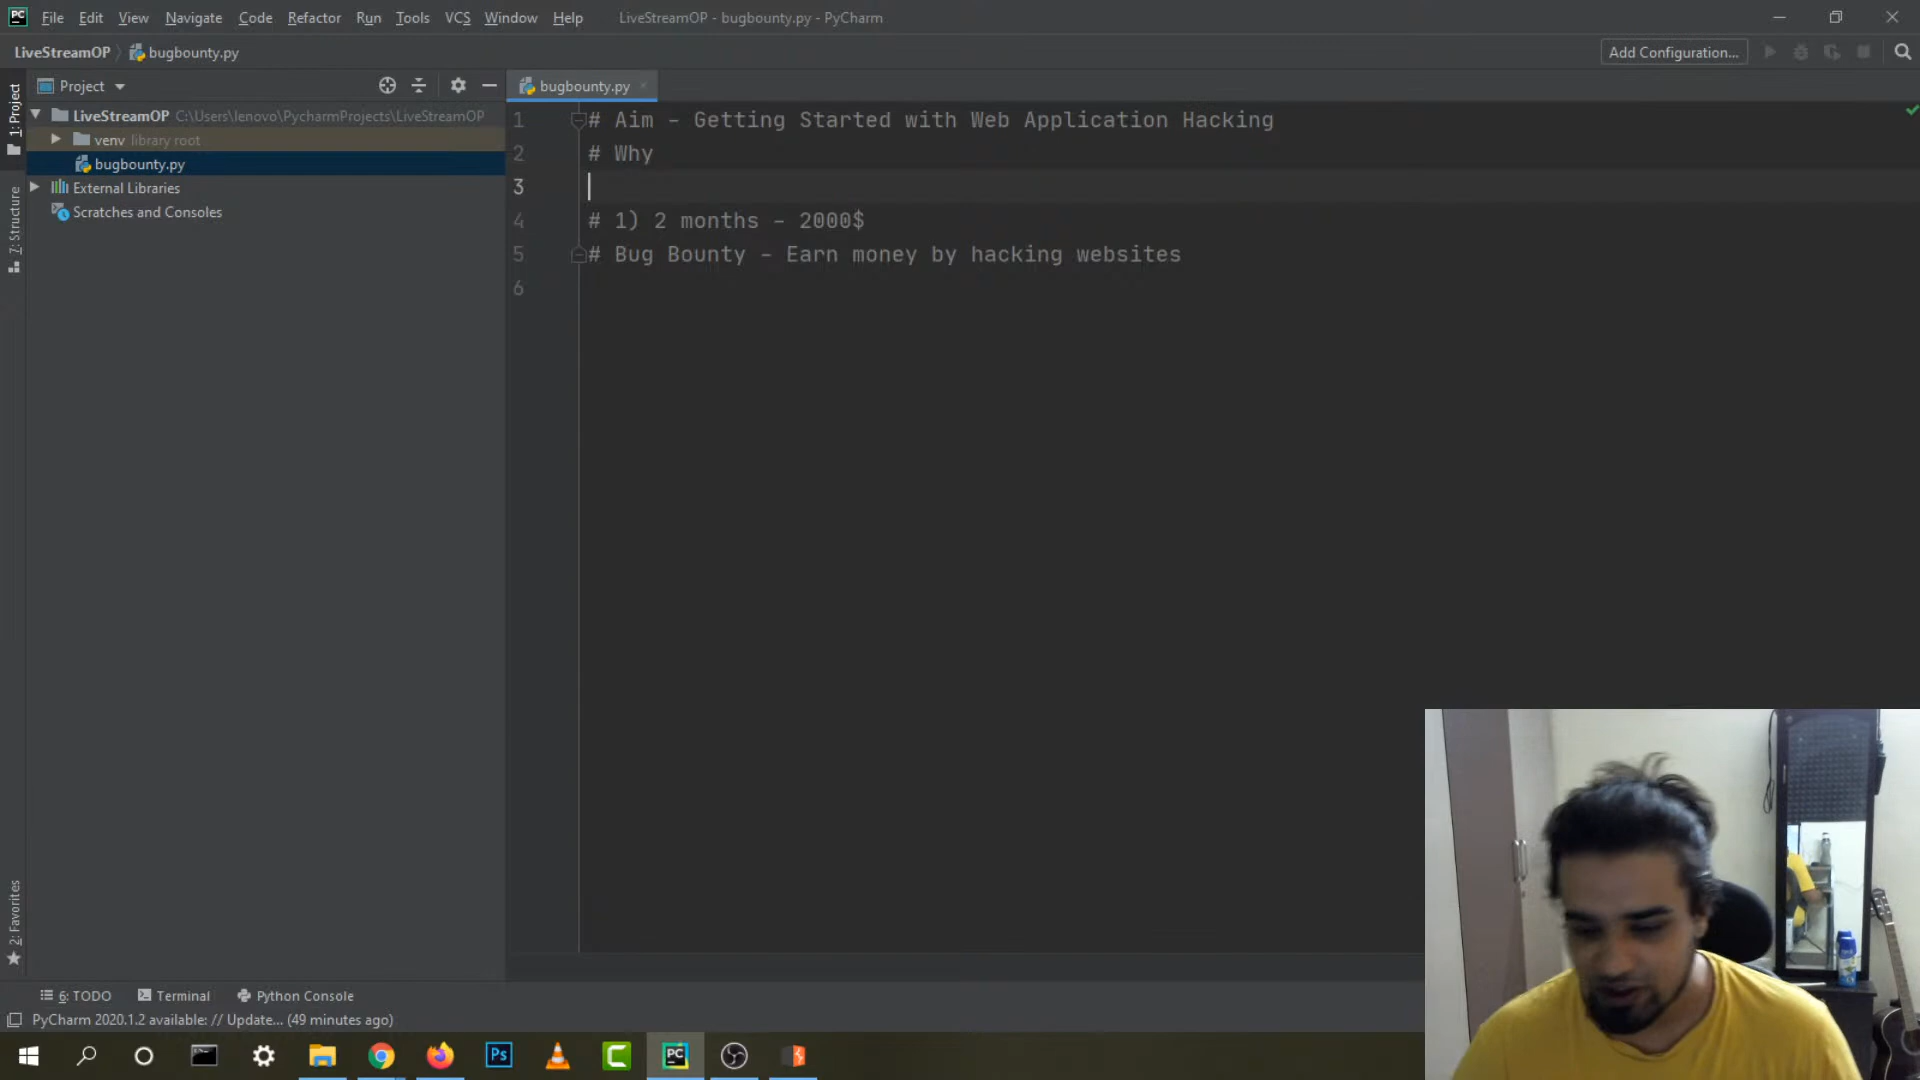 File Edit View Navigate Code Refactor Run Tools VCS Window Help LiveStreamOP - bugbounty.py - PyCharm
LiveStreamOP bugbounty.py Add Configuration...
Project bugbounty.py
1: Project
LiveStreamOP C:\Users\lenovo\PycharmProjects\LiveStreamOP
venv library root
bugbounty.py
External Libraries
Scratches and Consoles
7: Structure
2: Favorites
1 # Aim - Getting Started with Web Application Hacking
2 # Why
3
4 # 1) 2 months - 2000$
5 # Bug Bounty - Earn money by hacking websites
6
6: TODO Terminal Python Console
PyCharm 2020.1.2 available: // Update... (49 minutes ago)
Ps PC